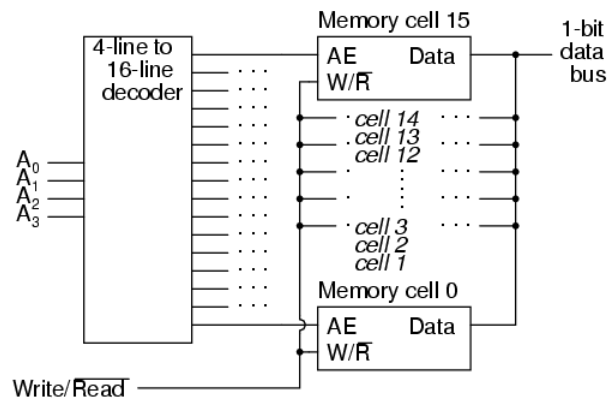 Memory cell 15
1-bit
data
bus
4-line to
16-line
decoder
AE Data
W/R̅
cell 14
cell 13
cell 12
A₀
A₁
A₂
A₃
cell 3
cell 2
cell 1
Memory cell 0
AE Data
W/R̅
Write/R̅e̅a̅d̅